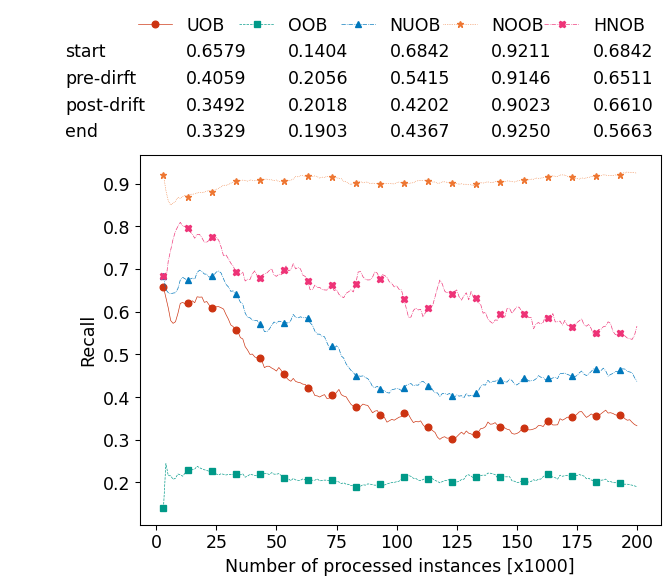 UOB OOB NUOB NOOB HNOB
start 0.6579 0.1404 0.6842 0.9211 0.6842
pre-dirft 0.4059 0.2056 0.5415 0.9146 0.6511
post-drift 0.3492 0.2018 0.4202 0.9023 0.6610
end 0.3329 0.1903 0.4367 0.9250 0.5663
0.9
0.8
0.7
0.6
0.5
0.4
0.3
0.2
Recall
0 25 50 75 100 125 150 175 200
Number of processed instances [x1000]